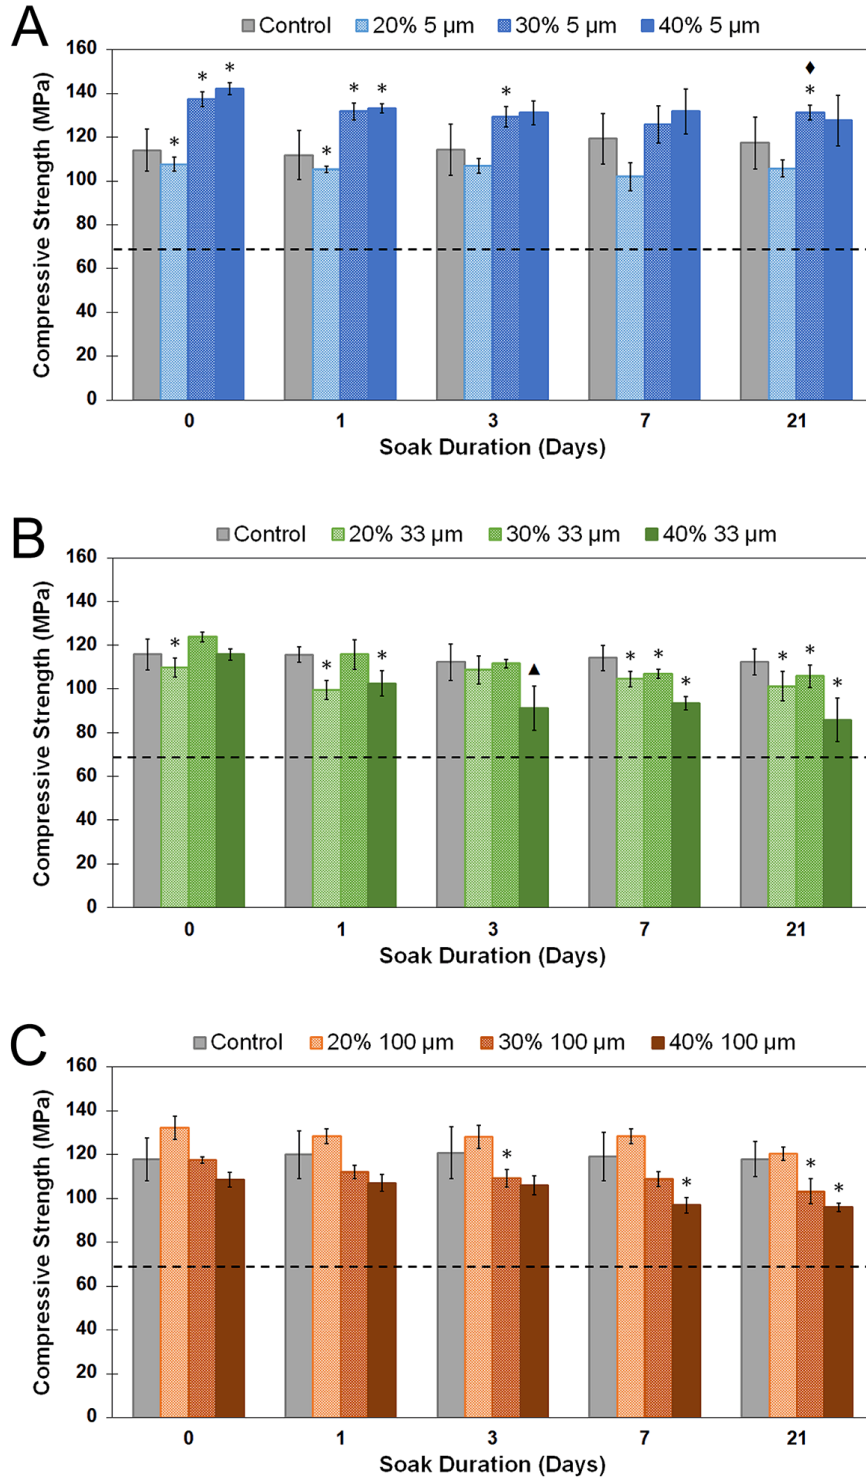 A
Control 20% 5 µm 30% 5 µm 40% 5 µm
Compressive Strength (MPa)
160
140
120
100
80
60
40
20
0
* * * * * * * ♦ *
0 1 3 7 21
Soak Duration (Days)
B
Control 20% 33 µm 30% 33 µm 40% 33 µm
Compressive Strength (MPa)
160
140
120
100
80
60
40
20
0
* * * ▲ * * * * * *
0 1 3 7 21
Soak Duration (Days)
C
Control 20% 100 µm 30% 100 µm 40% 100 µm
Compressive Strength (MPa)
160
140
120
100
80
60
40
20
0
* * * *
0 1 3 7 21
Soak Duration (Days)